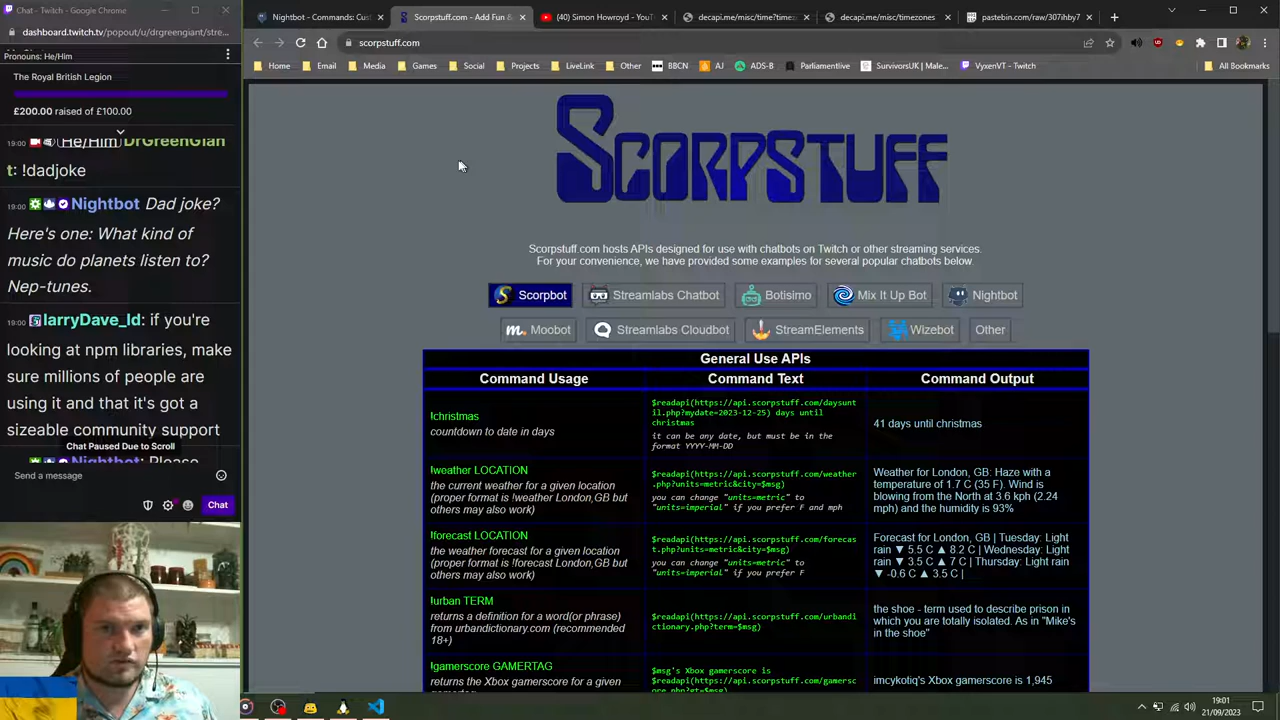 Chat - Twitch - Google Chrome
dashboard.twitch.tv/popout/u/drgreengiant/stre...
Pronouns: He/Him
The Royal British Legion
£200.00 raised of £100.00
19:00 (He/Him) DrGreenGian
t: !dadjoke
19:00 Nightbot Dad joke?
Here's one: What kind of
music do planets listen to?
Nep-tunes.
19:00 larryDave_ld: if you're
looking at npm libraries, make
sure millions of people are
using it and that it's got a
sizeable community support
Chat Paused Due to Scroll
Nightbot: Please
Send a message
Chat
Nightbot - Commands: Cust
Scorpstuff.com - Add Fun &
(40) Simon Howroyd - YouT
decapi.me/misc/time?timez
decapi.me/misc/timezones
pastebin.com/raw/307ihby7
scorpstuff.com
Home
Email
Media
Games
Social
Projects
LiveLink
Other
BBCN
AJ
ADS-B
Parliamentlive
SurvivorsUK | Male...
VyxenVT - Twitch
All Bookmarks
Scorpstuff
Scorpstuff.com hosts APIs designed for use with chatbots on Twitch or other streaming services.
For your convenience, we have provided some examples for several popular chatbots below.
Scorpbot
Streamlabs Chatbot
Botisimo
Mix It Up Bot
Nightbot
Moobot
Streamlabs Cloudbot
StreamElements
Wizebot
Other
General Use APIs
Command Usage
Command Text
Command Output
!christmas
countdown to date in days
$readapi(https://api.scorpstuff.com/daysunt
il.php?mydate=2023-12-25) days until
christmas
it can be any date, but must be in the
format YYYY-MM-DD
41 days until christmas
!weather LOCATION
the current weather for a given location
(proper format is !weather London,GB but
others may also work)
$readapi(https://api.scorpstuff.com/weather
.php?units=metric&city=$msg)
you can change "units=metric" to
"units=imperial" if you prefer F and mph
Weather for London, GB: Haze with a
temperature of 1.7 C (35 F). Wind is
blowing from the North at 3.6 kph (2.24
mph) and the humidity is 93%
!forecast LOCATION
the weather forecast for a given location
(proper format is !forecast London,GB but
others may also work)
$readapi(https://api.scorpstuff.com/forecas
t.php?units=metric&city=$msg)
you can change "units=metric" to
"units=imperial" if you prefer F
Forecast for London, GB | Tuesday: Light
rain ▼ 5.5 C ▲ 8.2 C | Wednesday: Light
rain ▼ 3.5 C ▲ 7 C | Thursday: Light rain
▼ -0.6 C ▲ 3.5 C |
!urban TERM
returns a definition for a word(or phrase)
from urbandictionary.com (recommended
18+)
$readapi(https://api.scorpstuff.com/urbandi
ctionary.php?term=$msg)
the shoe - term used to describe prison in
which you are totally isolated. As in "Mike's
in the shoe"
!gamerscore GAMERTAG
returns the Xbox gamerscore for a given
$msg's Xbox gamerscore is
$readapi(https://api.scorpstuff.com/gamersc
ore.php?gt=$msg)
imcykotiq's Xbox gamerscore is 1,945
19:01
21/09/2023